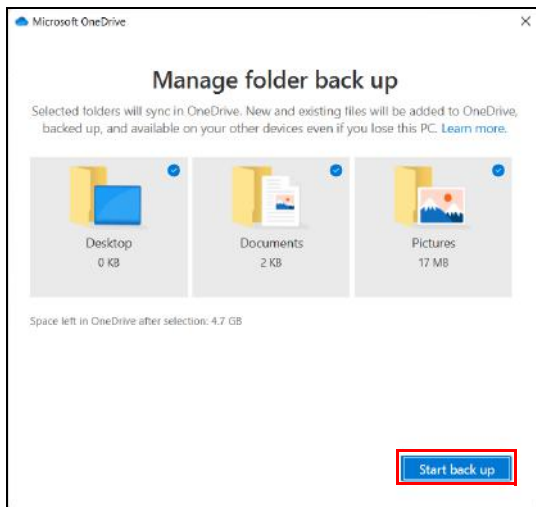 Microsoft OneDrive
Manage folder back up
Selected folders will sync in OneDrive. New and existing files will be added to OneDrive,
backed up, and available on your other devices even if you lose this PC. Learn more.
Desktop
0 KB
Documents
2 KB
Pictures
17 MB
Space left in OneDrive after selection: 4.7 GB
Start back up